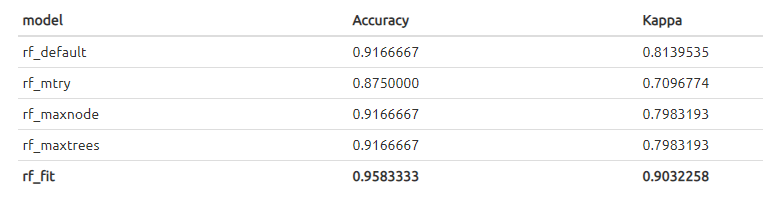 model Accuracy Kappa
rf_default 0.9166667 0.8139535
rf_mtry 0.8750000 0.7096774
rf_maxnode 0.9166667 0.7983193
rf_maxtrees 0.9166667 0.7983193
rf_fit 0.9583333 0.9032258